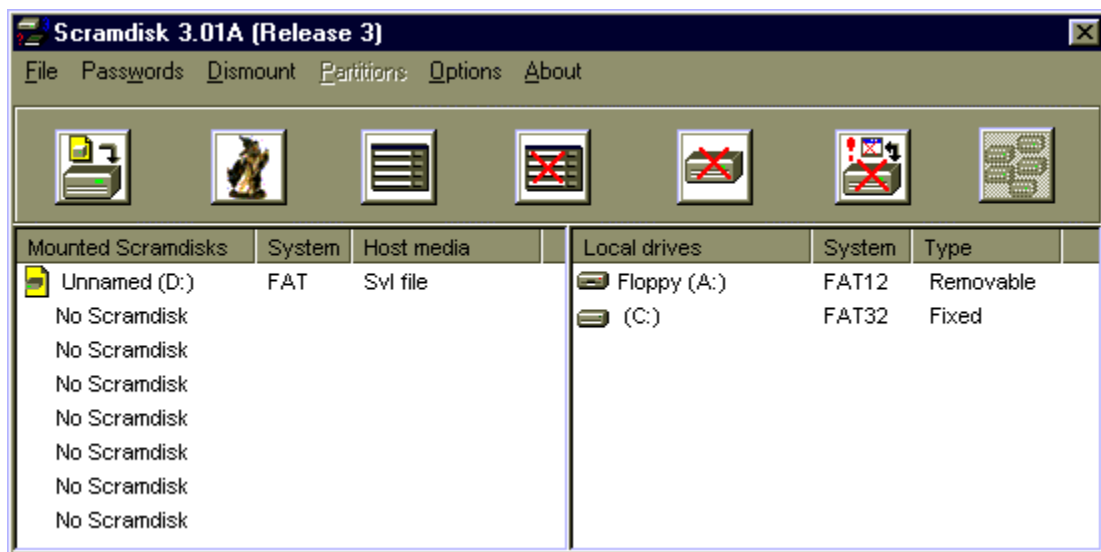 Scramdisk 3.01A (Release 3)
File Passwords Dismount Partitions Options About
Mounted Scramdisks System Host media Local drives System Type
Unnamed (D:) FAT Svl file Floppy (A:) FAT12 Removable
No Scramdisk (C:) FAT32 Fixed
No Scramdisk
No Scramdisk
No Scramdisk
No Scramdisk
No Scramdisk
No Scramdisk